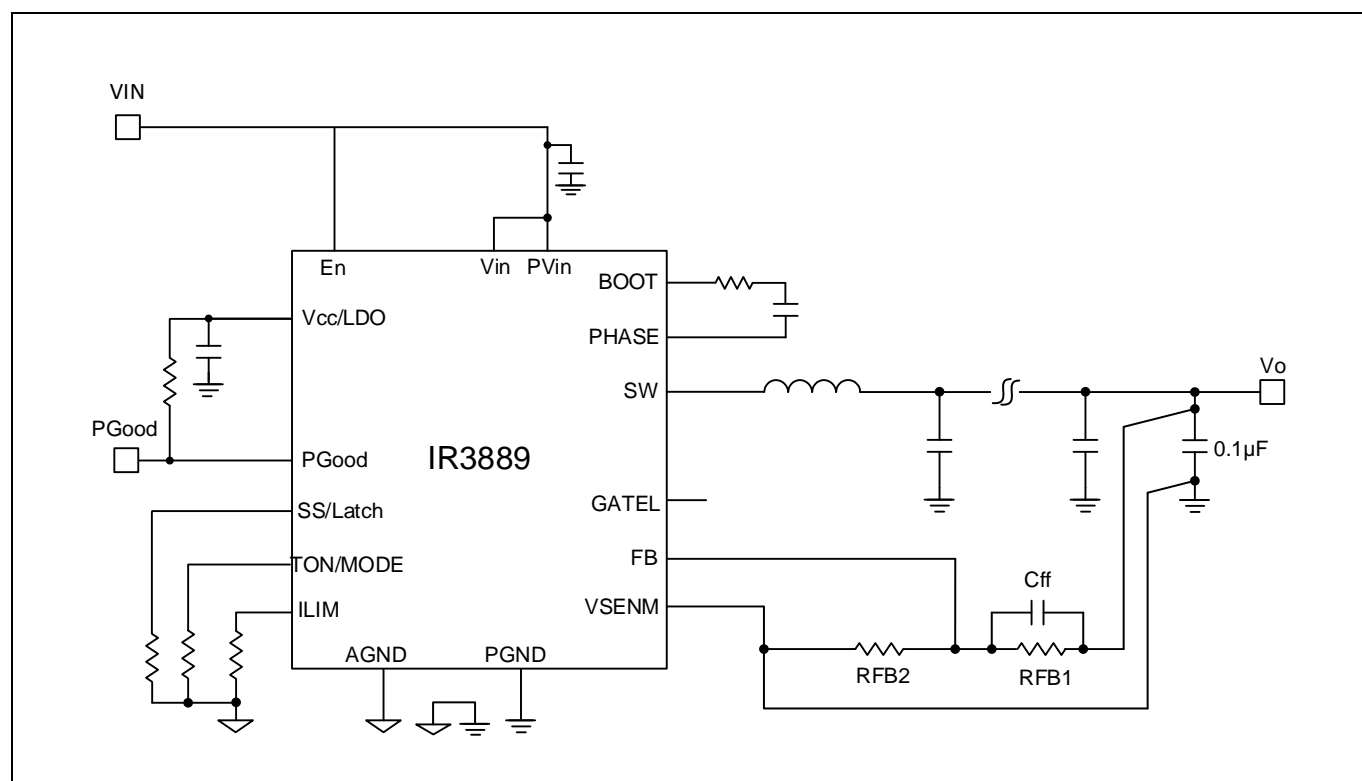 VIN
En
Vin PVin
BOOT
Vcc/LDO
PHASE
SW
Vo
PGood
PGood
IR3889
0.1µF
GATEL
SS/Latch
FB
TON/MODE
Cff
ILIM
VSENM
AGND
PGND
RFB2
RFB1